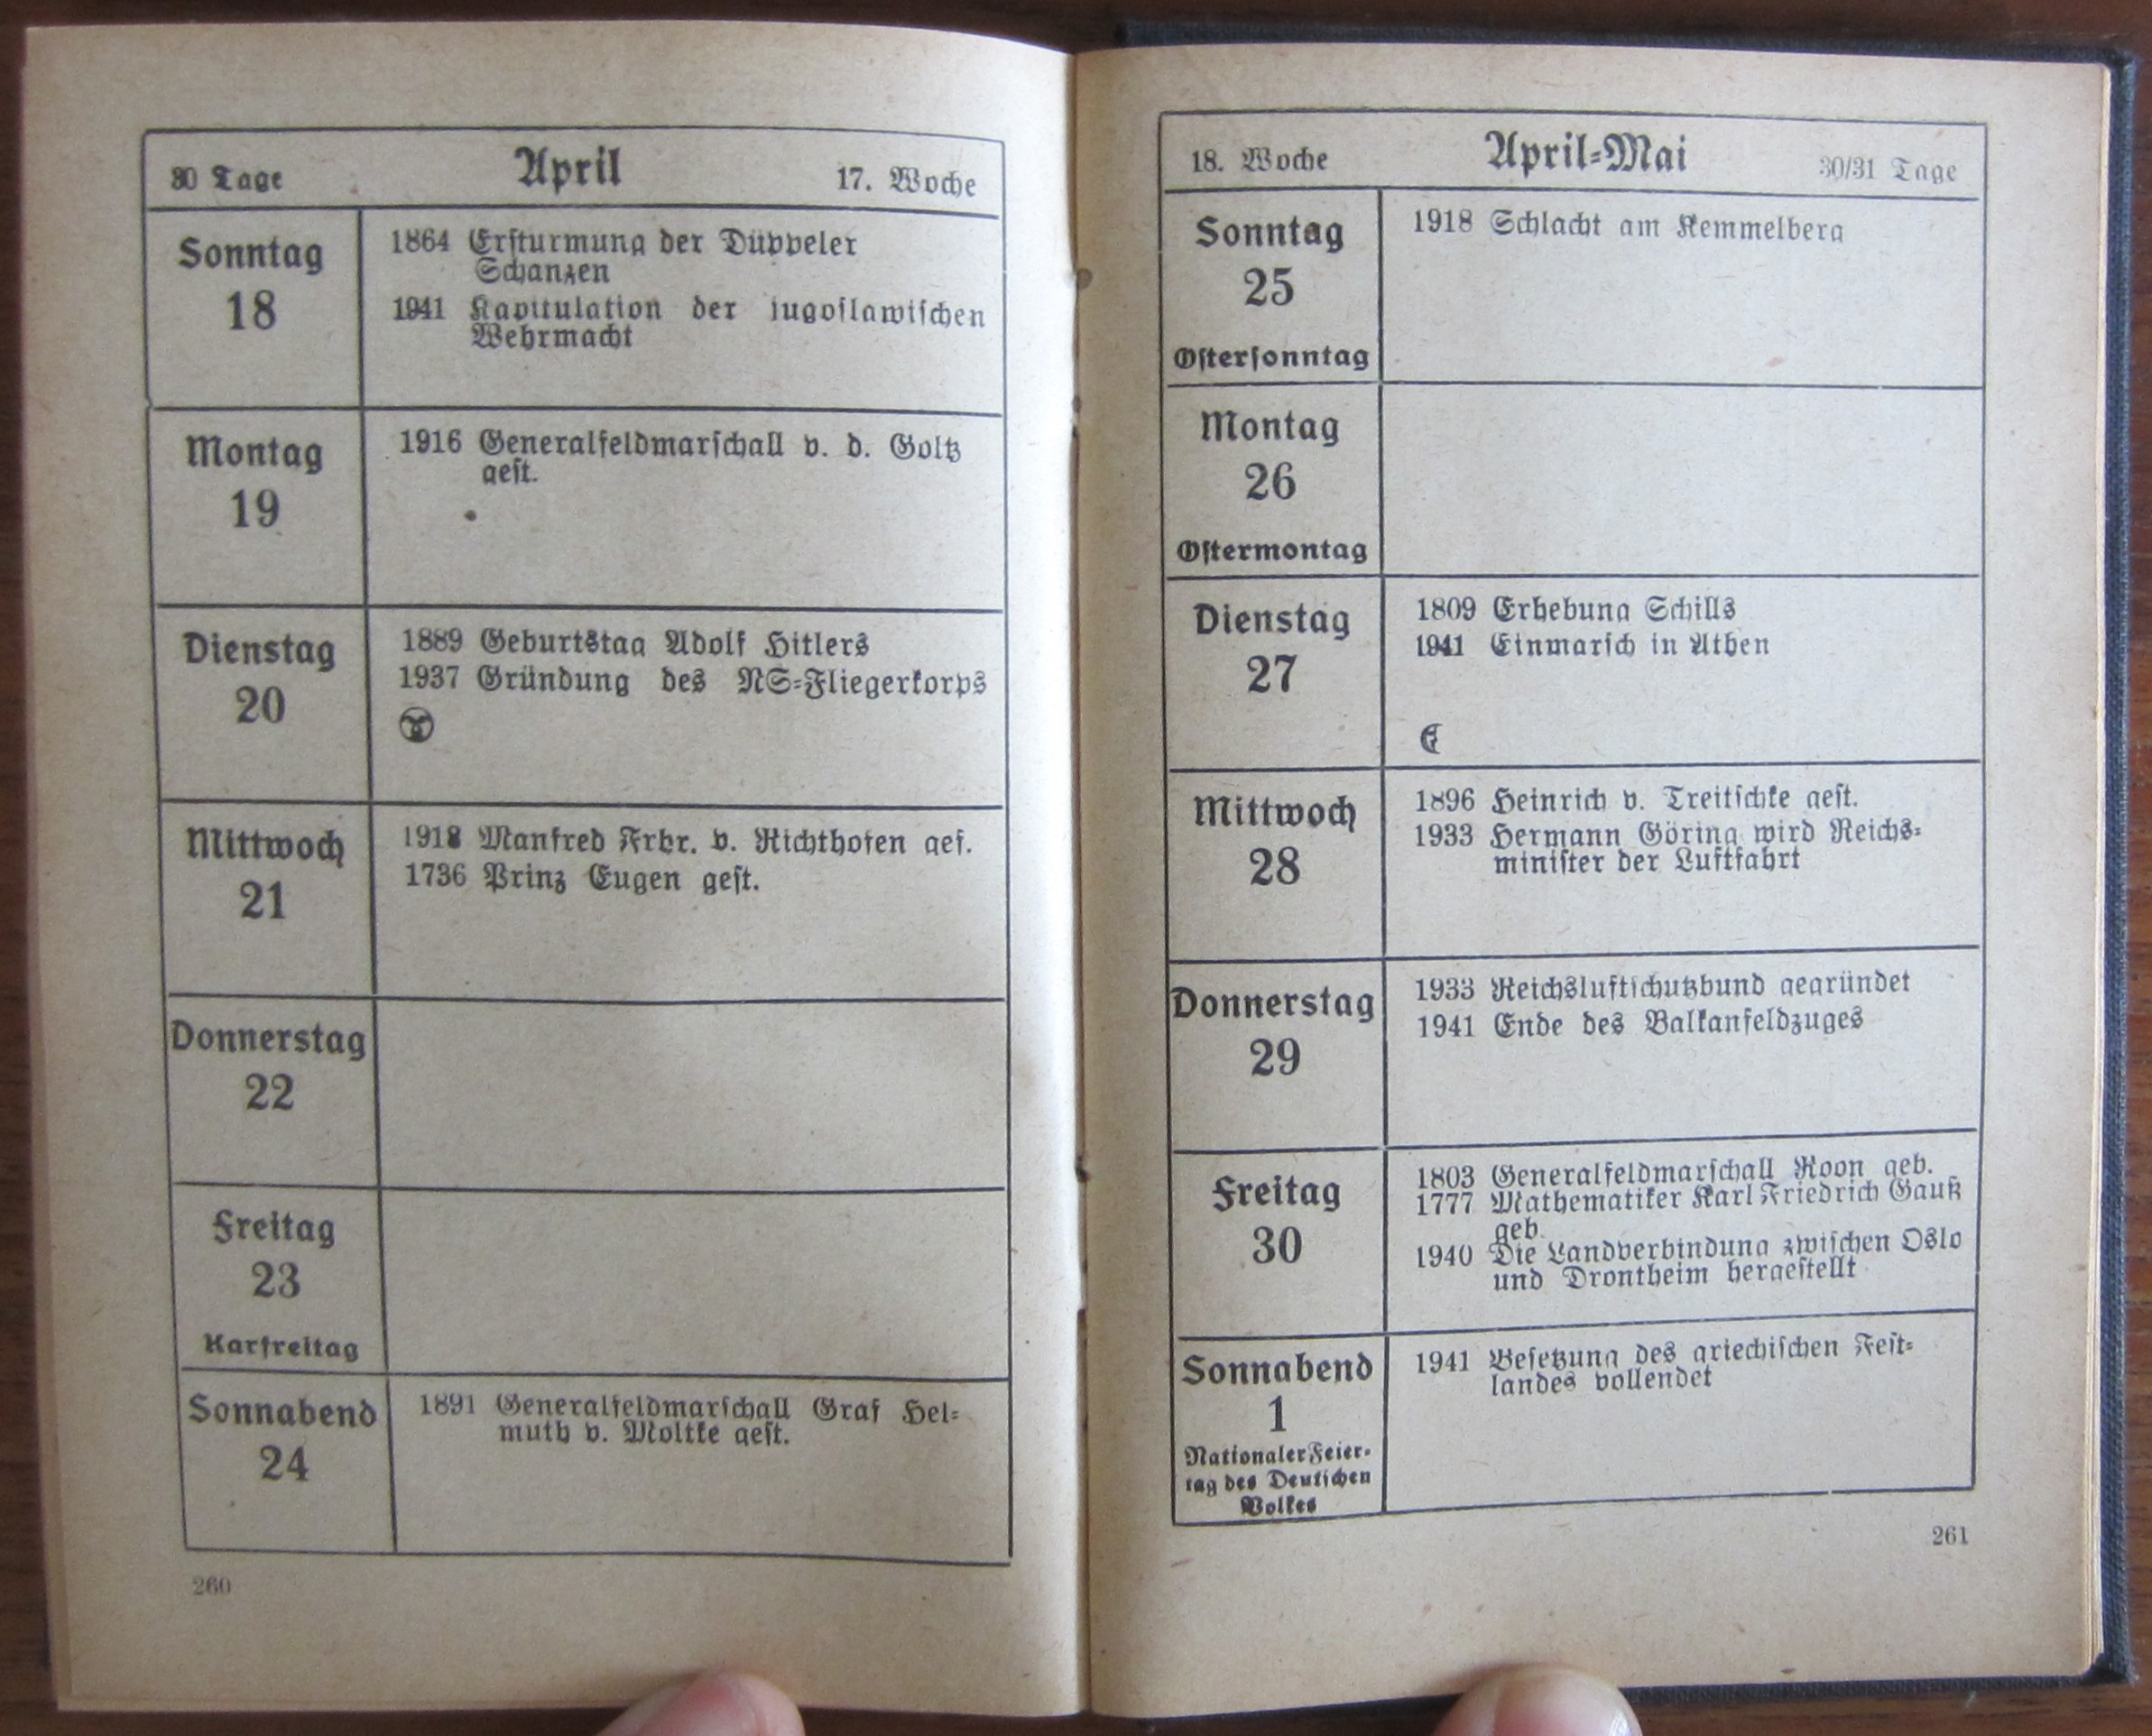 30 Tage April 17. Woche
Sonntag
18
1864 Erstürmung der Düppeler
Schanzen
1941 Kapitulation der jugoslawischen
Wehrmacht
Montag
19
1916 Generalfeldmarschall v. d. Goltz
gest.
Dienstag
20
1889 Geburtstag Adolf Hitlers
1937 Gründung des NS-Fliegerkorps
Mittwoch
21
1918 Manfred Frhr. v. Richthofen gef.
1736 Prinz Eugen gest.
Donnerstag
22
Freitag
23
Karfreitag
Sonnabend
24
1891 Generalfeldmarschall Graf Hel-
muth v. Moltke gest.
260
18. Woche April-Mai 30/31 Tage
Sonntag
25
Ostersonntag
1918 Schlacht am Kemmelberg
Montag
26
Ostermontag
Dienstag
27
1809 Erhebung Schills
1941 Einmarsch in Athen
Mittwoch
28
1896 Heinrich v. Treitschke gest.
1933 Hermann Göring wird Reichs-
minister der Luftfahrt
Donnerstag
29
1933 Reichsluftschutzbund gegründet
1941 Ende des Balkanfeldzuges
Freitag
30
1803 Generalfeldmarschall Roon geb.
1777 Mathematiker Karl Friedrich Gauß
geb.
1940 Die Landverbindung zwischen Oslo
und Drontheim hergestellt
Sonnabend
1
Nationaler Feier-
tag des Deutschen
Volkes
1941 Besetzung des griechischen Fest-
landes vollendet
261